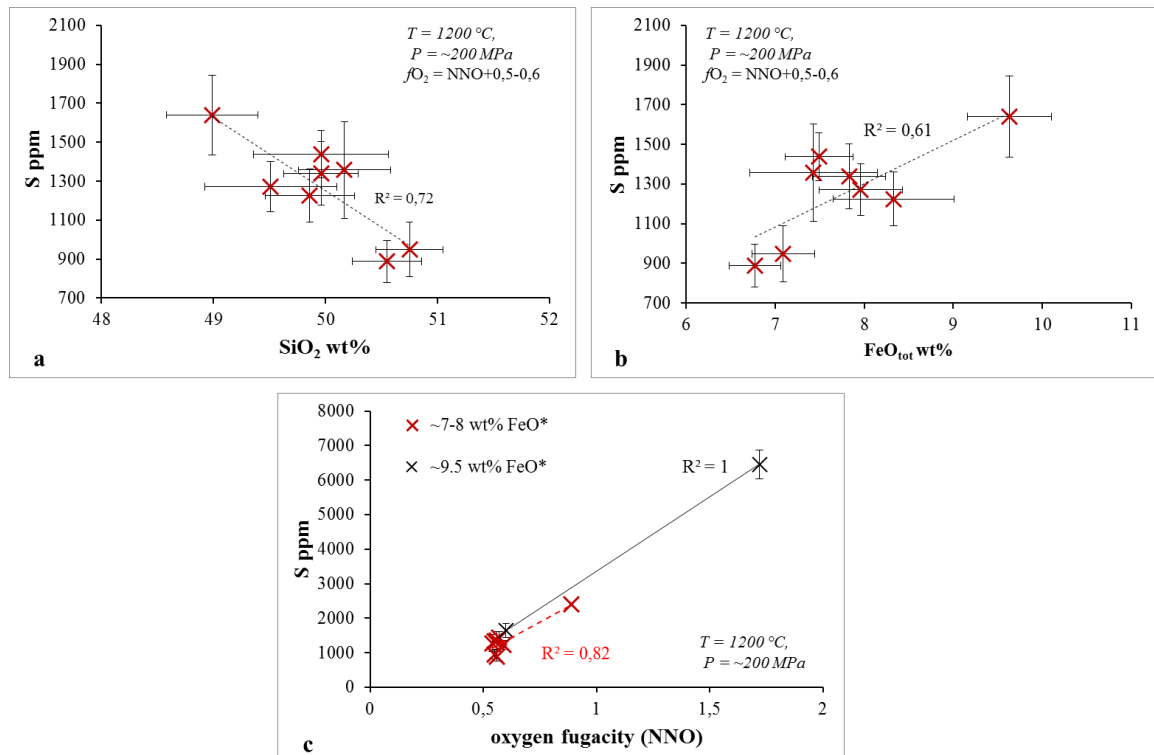 2100
1900
1700
1500
1300
1100
900
700
S ppm
T = 1200 °C,
P = ~200 MPa
fO₂ = NNO+0,5-0,6
R² = 0,72
48 49 50 51 52
SiO₂ wt%
a
2100
1900
1700
1500
1300
1100
900
700
300
S ppm
T = 1200 °C,
P = ~200 MPa
fO₂ = NNO+0,5-0,6
R² = 0,61
6 7 8 9 10 11
FeOtot wt%
b
8000
7000
6000
5000
4000
3000
2000
1000
0
S ppm
~7-8 wt% FeO*
~9.5 wt% FeO*
R² = 1
R² = 0,82
T = 1200 °C,
P = ~200 MPa
0 0,5 1 1,5 2
oxygen fugacity (NNO)
c